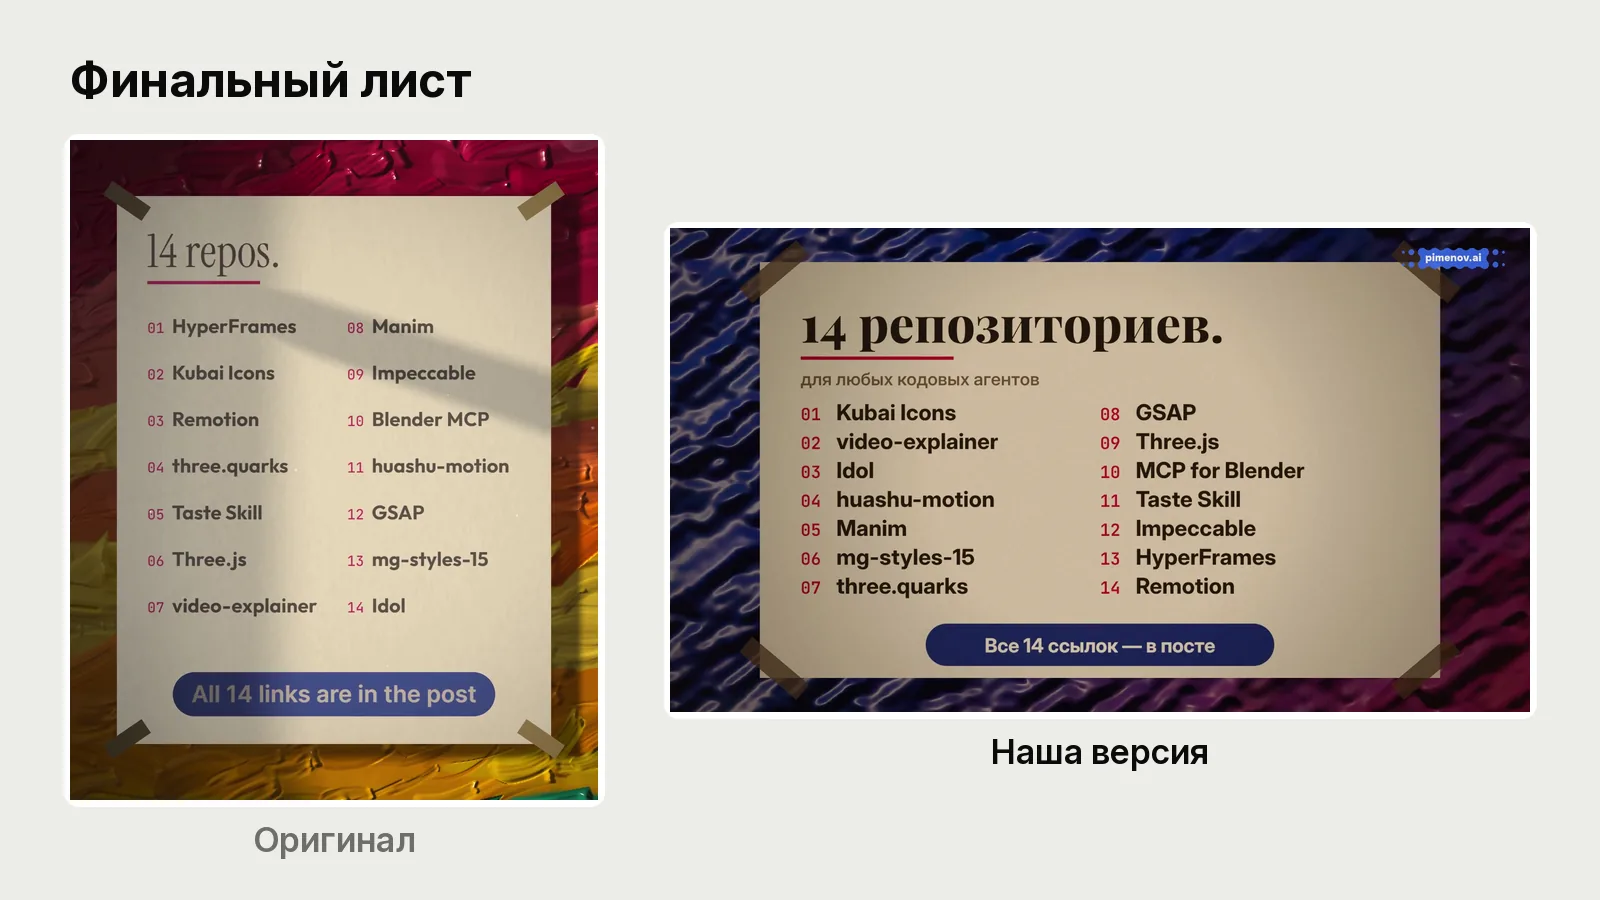 Финальный лист
14 repos.
01 HyperFrames
02 Kubai Icons
03 Remotion
04 three.quarks
05 Taste Skill
06 Three.js
07 video-explainer
08 Manim
09 Impeccable
10 Blender MCP
11 huashu-motion
12 GSAP
13 mg-styles-15
14 Idol
All 14 links are in the post
Оригинал
pimenov.ai
14 репозиториев.
для любых кодовых агентов
01 Kubai Icons
02 video-explainer
03 Idol
04 huashu-motion
05 Manim
06 mg-styles-15
07 three.quarks
08 GSAP
09 Three.js
10 MCP for Blender
11 Taste Skill
12 Impeccable
13 HyperFrames
14 Remotion
Все 14 ссылок — в посте
Наша версия